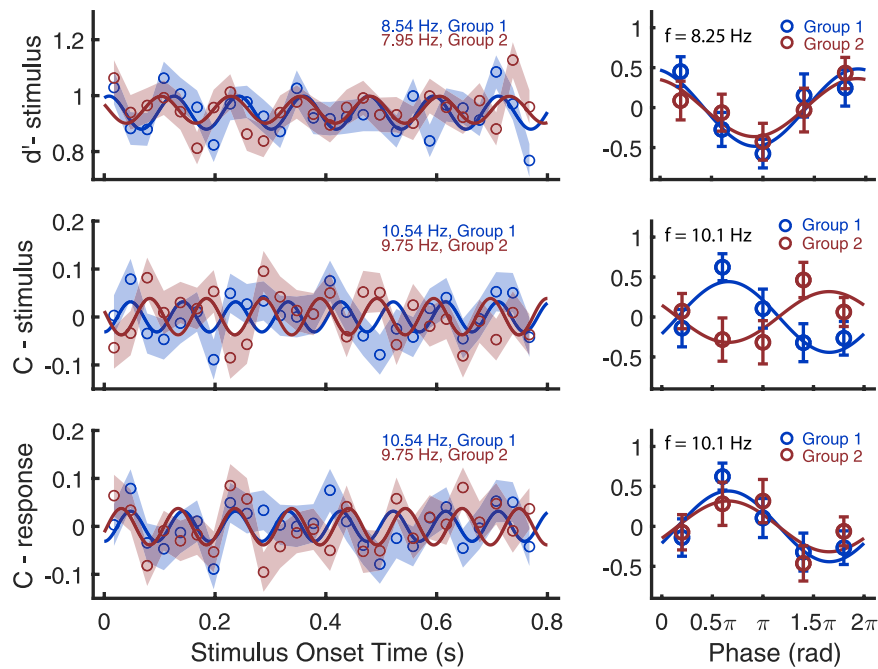 d'- stimulus
1.2
1
0.8
8.54 Hz, Group 1
7.95 Hz, Group 2
1
0.5
0
-0.5
f = 8.25 Hz
Group 1
Group 2
C - stimulus
0.2
0.1
0
-0.1
10.54 Hz, Group 1
9.75 Hz, Group 2
1
0.5
0
-0.5
f = 10.1 Hz
Group 1
Group 2
C - response
0.2
0.1
0
-0.1
10.54 Hz, Group 1
9.75 Hz, Group 2
1
0.5
0
-0.5
f = 10.1 Hz
Group 1
Group 2
0 0.2 0.4 0.6 0.8
Stimulus Onset Time (s)
0 0.5π π 1.5π 2π
Phase (rad)